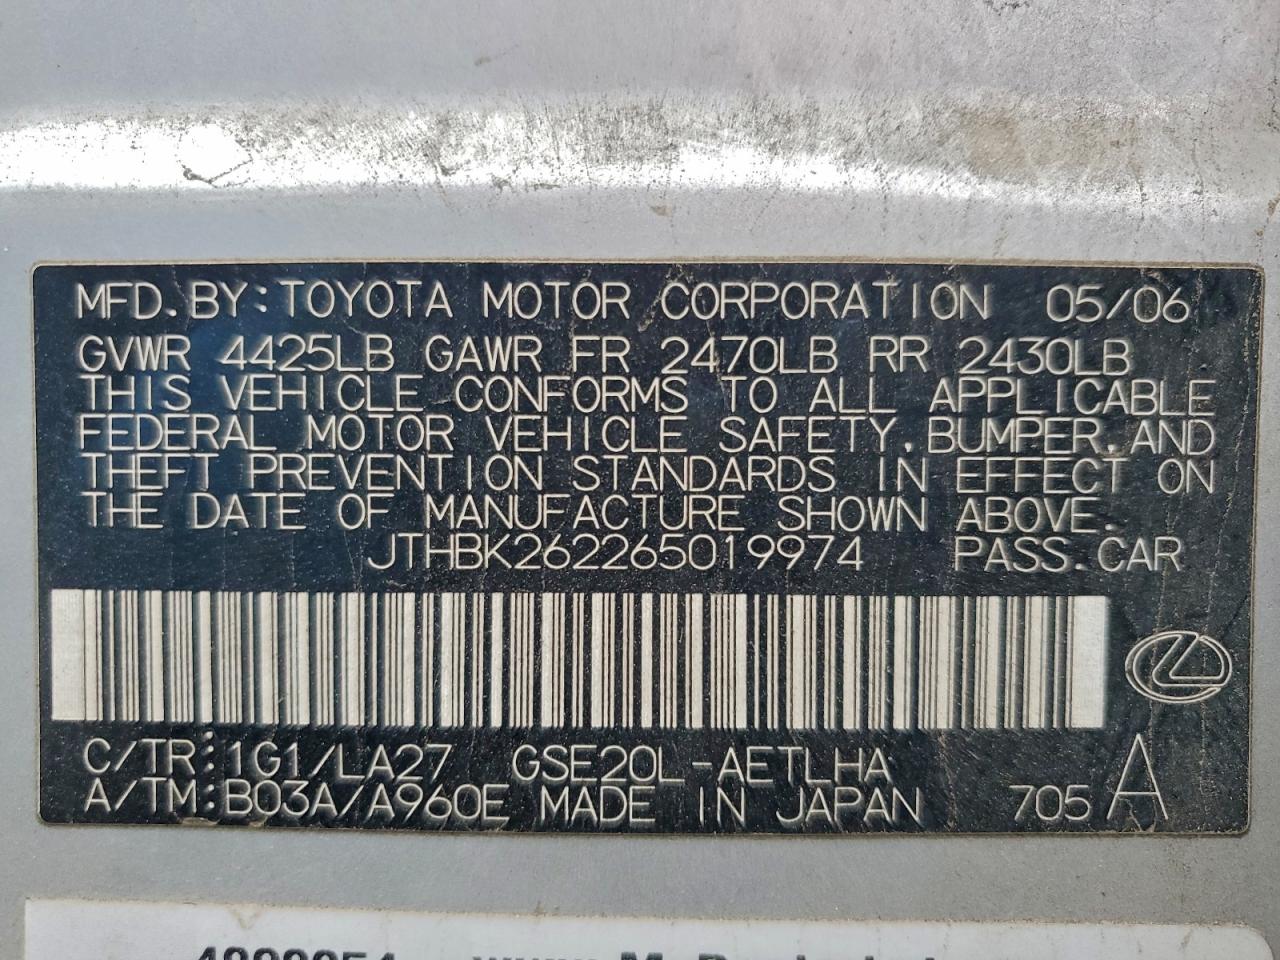 MFD.BY:TOYOTA MOTOR CORPORATION 05/06
GVWR 4425LB GAWR FR 2470LB RR 2430LB
THIS VEHICLE CONFORMS TO ALL APPLICABLE
FEDERAL MOTOR VEHICLE SAFETY,BUMPER,AND
THEFT PREVENTION STANDARDS IN EFFECT ON
THE DATE OF MANUFACTURE SHOWN ABOVE.
JTHBK262265019974 PASS.CAR
C/TR:1G1/LA27 GSE20L-AETLHA
A/TM:B03A/A960E MADE IN JAPAN 705 A